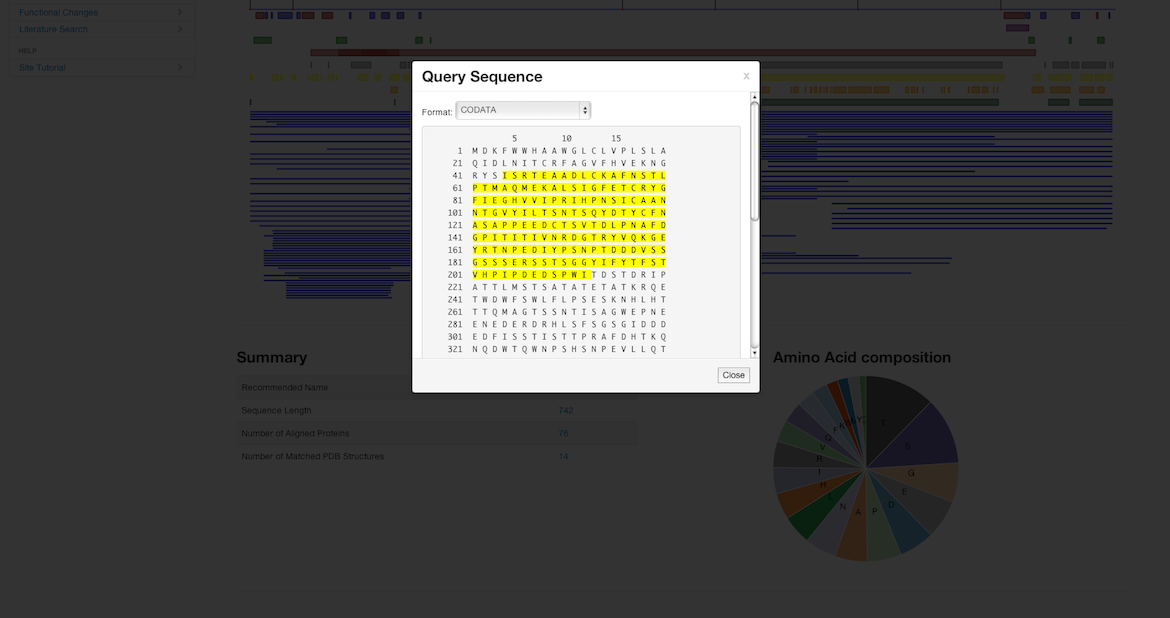 Functional Changes
Literature Search
HELP
Site Tutorial
Query Sequence
x
Format: CODATA
5 10 15
1 M D K F W W H A A W G L C L V P L S L A
21 Q I D L N I T C R F A G V F H V E K N G
41 R Y S I S R T E A A D L C K A F N S T L
61 P T M A Q M E K A L S I G F E T C R Y G
81 F I E G H V V I P R I H P N S I C A A N
101 N T G V Y I L T S N T S Q Y D T Y C F N
121 A S A P P E E D C T S V T D L P N A F D
141 G P I T I T I V N R D G T R Y V Q K G E
161 Y R T N P E D I Y P S N P T D D D V S S
181 G S S S E R S S T S G G Y I F Y T F S T
201 V H P I P D E D S P W I T D S T D R I P
221 A T T L M S T S A T A T E T A T K R Q E
241 T W D W F S W L F L P S E S K N H L H T
261 T T Q M A G T S S N T I S A G W E P N E
281 E N E D E R D R H L S F S G S G I D D D
301 E D F I S S T I S T T P R A F D H T K Q
321 N Q D W T Q W N P S H S N P E V L L Q T
Close
Summary
Recommended Name
Sequence Length 742
Number of Aligned Proteins 76
Number of Matched PDB Structures 14
Amino Acid composition
T
S
G
E
D
P
A
N
L
H
I
R
V
Q
F
K
Y